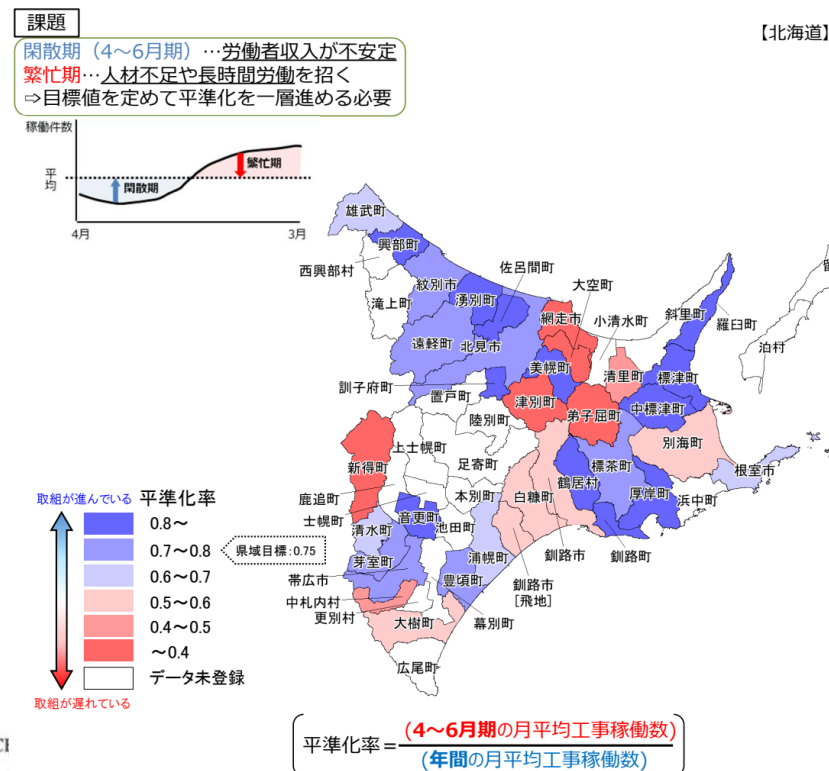 課題
【北海道】
閑散期（4～6月期）…労働者収入が不安定
繁忙期…人材不足や長時間労働を招く
⇨目標値を定めて平準化を一層進める必要
稼働件数
平均
繁忙期
閑散期
4月
3月
雄武町
興部町
西興部村
紋別市
佐呂間町
湧別町
大空町
滝上町
網走市
小清水町
斜里町
羅臼町
遠軽町
北見市
泊村
美幌町
清里町
標津町
訓子府町
置戸町
津別町
弟子屈町
中標津町
陸別町
別海町
上士幌町
新得町
足寄町
標茶町
根室市
鹿追町
本別町
白糠町
鶴居村
厚岸町
浜中町
士幌町
音更町
池田町
清水町
浦幌町
釧路市
釧路町
芽室町
帯広市
豊頃町
釧路市
[飛地]
中札内村
更別村
大樹町
幕別町
広尾町
取組が進んでいる
平準化率
0.8～
0.7～0.8
県域目標：0.75
0.6～0.7
0.5～0.6
0.4～0.5
～0.4
データ未登録
取組が遅れている
平準化率＝
(4～6月期の月平均工事稼働数)
(年間の月平均工事稼働数)